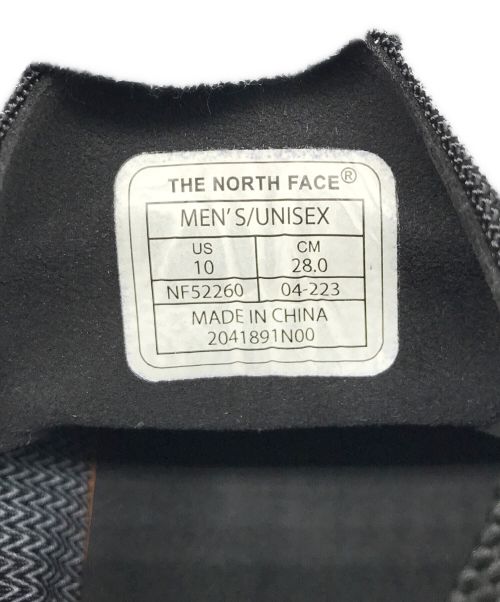 THE NORTH FACE®
MEN'S/UNISEX
US CM
10 28.0
NF52260 04-223
MADE IN CHINA
2041891N00